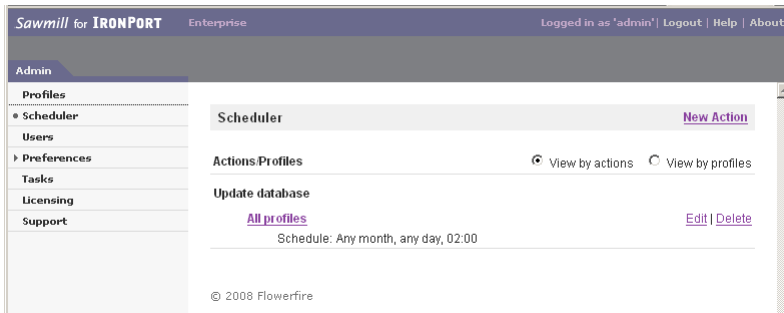 Sawmill for IRONPORT Enterprise Logged in as 'admin'| Logout | Help | About
Admin
Profiles
Scheduler
Users
Preferences
Tasks
Licensing
Support
Scheduler New Action
Actions/Profiles View by actions View by profiles
Update database
All profiles Edit | Delete
Schedule: Any month, any day, 02:00
© 2008 Flowerfire